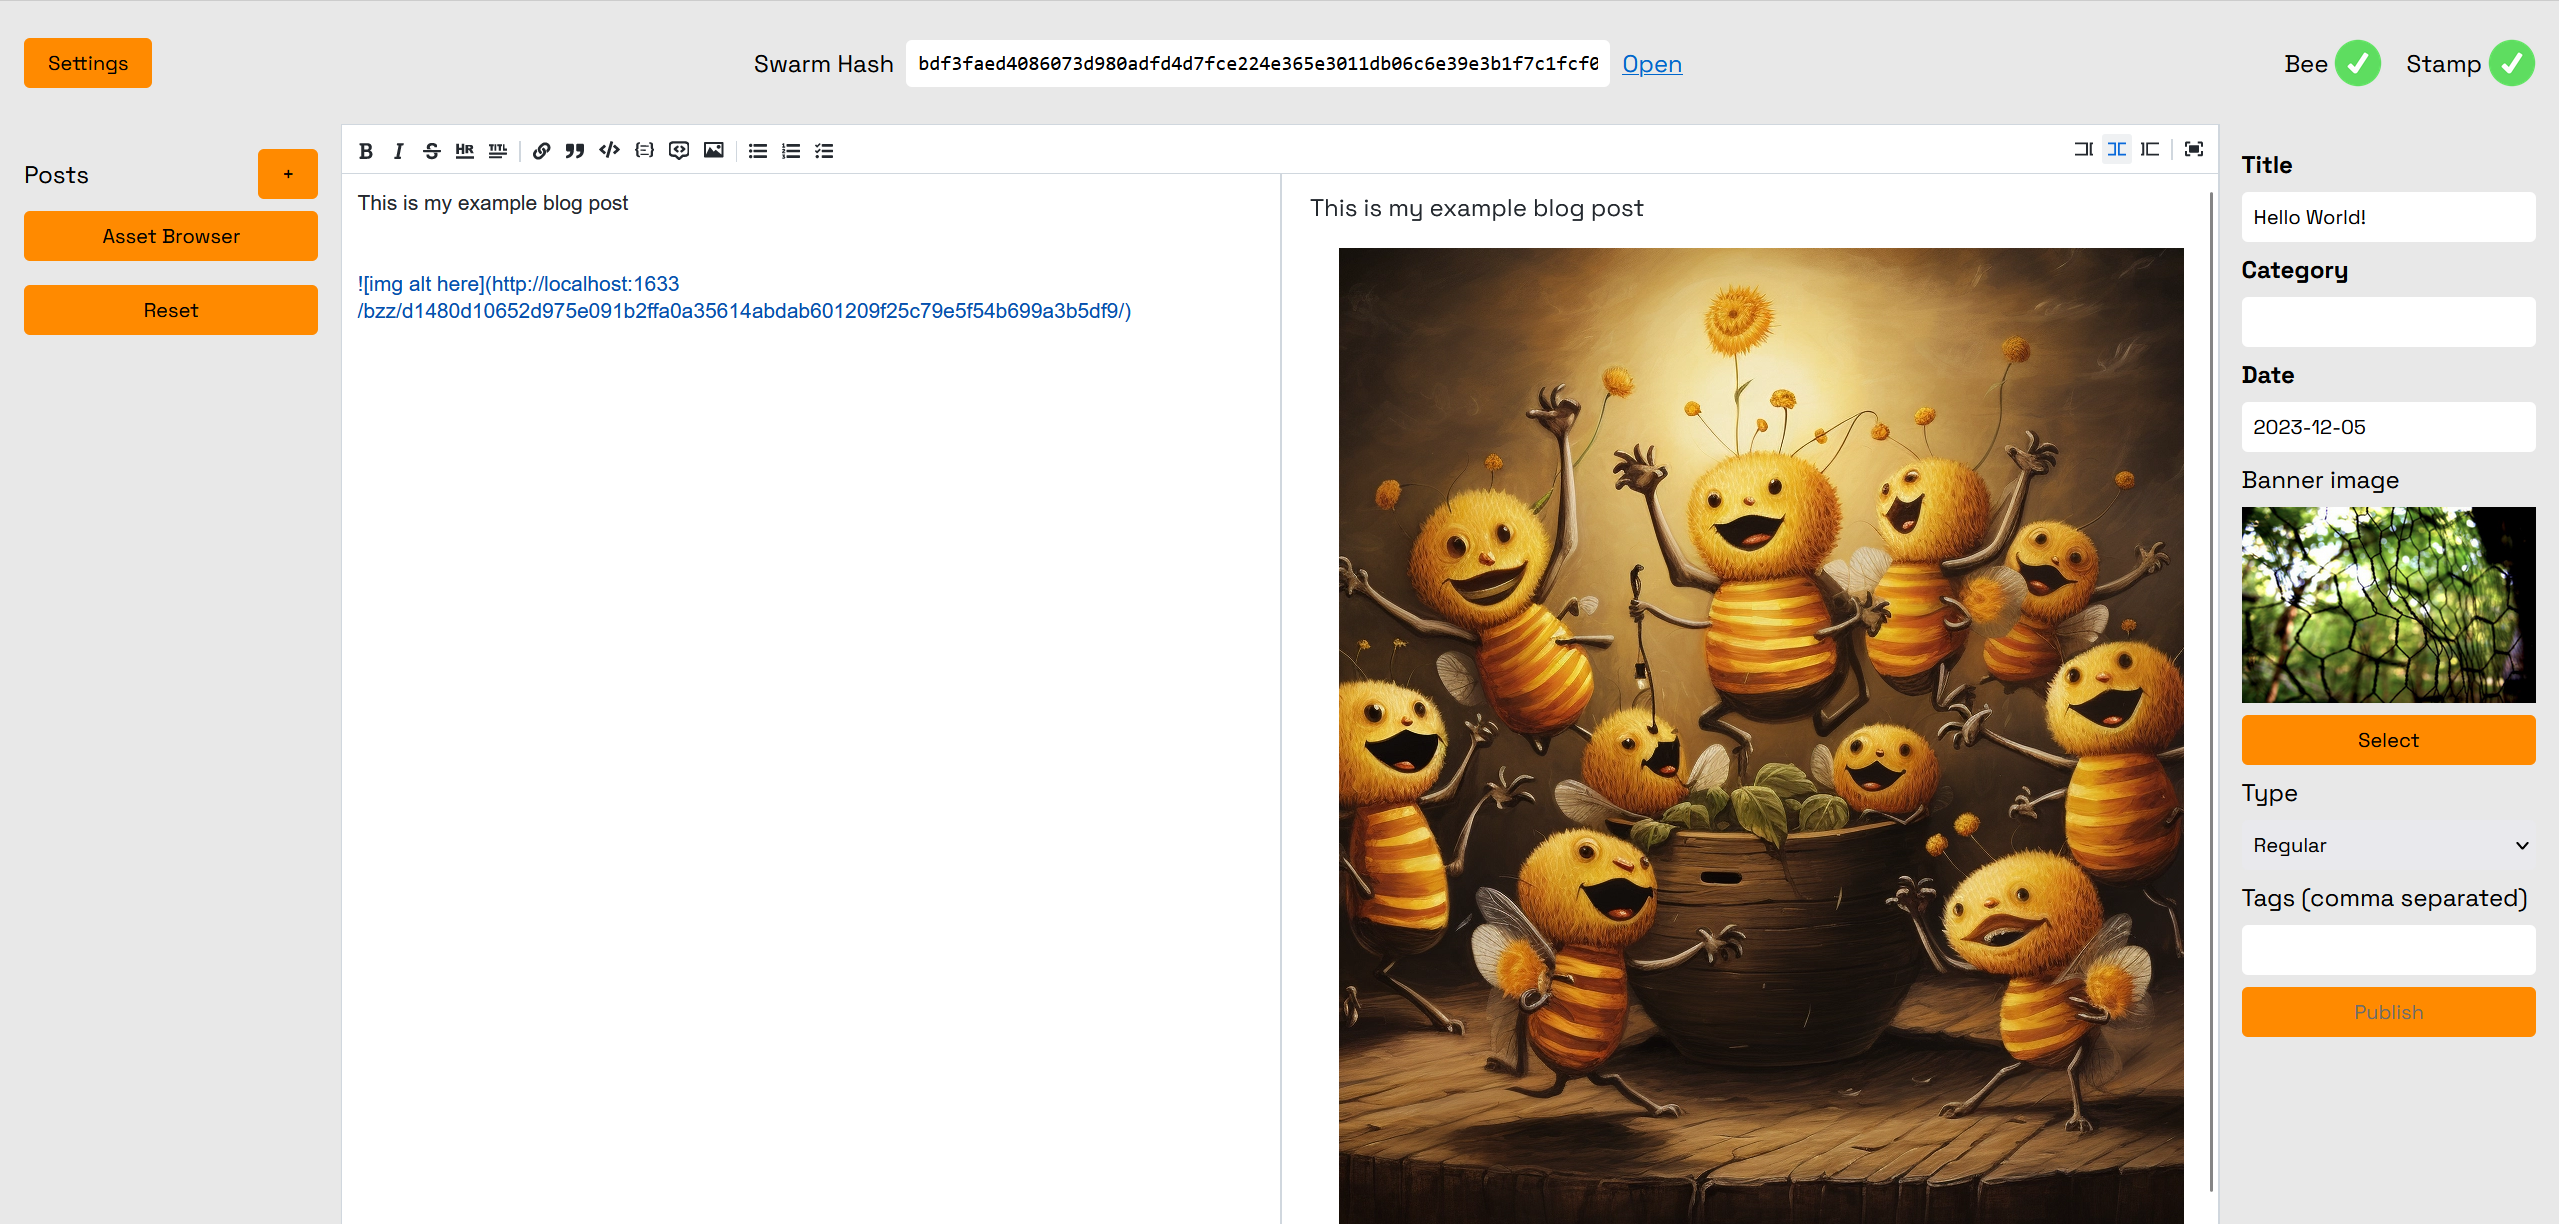 Settings
Swarm Hash
bdf3faed4086073d980adfd4d7fce224e365e3011db06c6e39e3b1f7c1fcf0
Open
Bee
Stamp
Posts
+
Asset Browser
Reset
B I S HR TITL
This is my example blog post
![img alt here](http://localhost:1633
/bzz/d1480d10652d975e091b2ffa0a35614abdab601209f25c79e5f54b699a3b5df9/)
This is my example blog post
Title
Hello World!
Category
Date
2023-12-05
Banner image
Select
Type
Regular
Tags (comma separated)
Publish